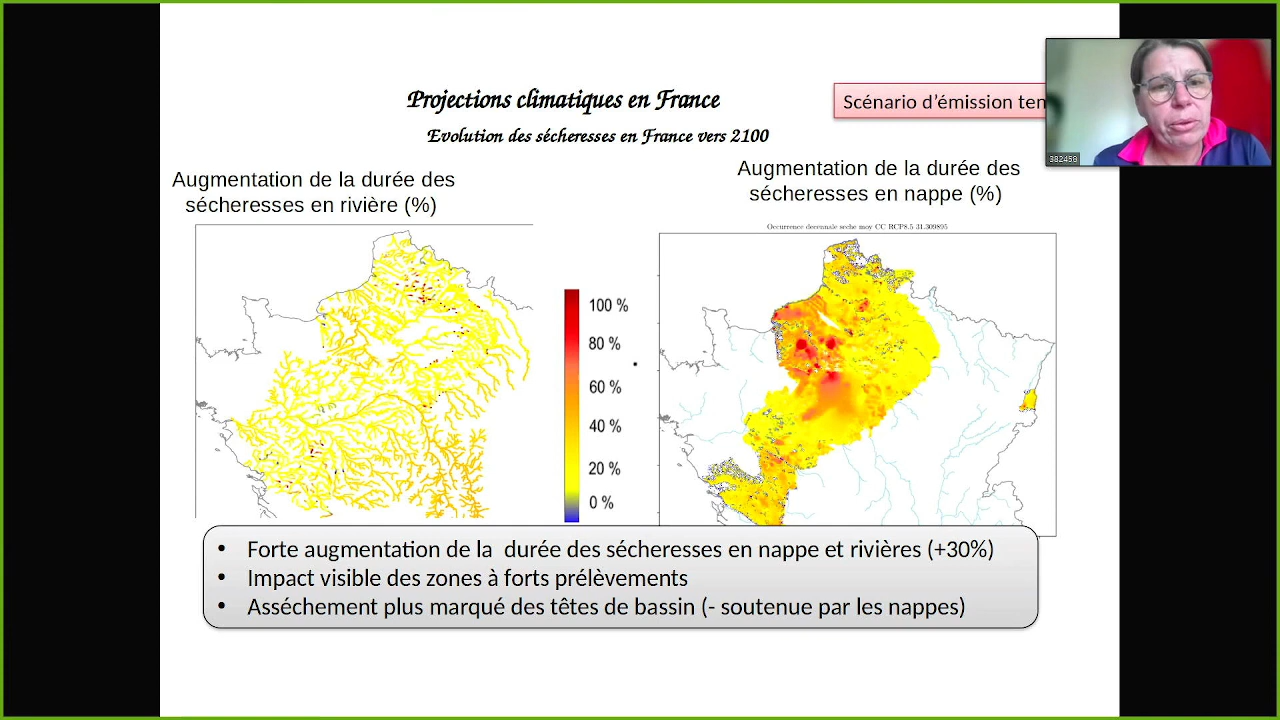 Projections climatiques en France
Scénario d’émission ten
Evolution des sécheresses en France vers 2100
Augmentation de la durée des
sécheresses en rivière (%)
Augmentation de la durée des
sécheresses en nappe (%)
Occurrence decennale seche moy CC RCP8.5 31.309895
100 %
80 %
60 %
40 %
20 %
0 %
• Forte augmentation de la durée des sécheresses en nappe et rivières (+30%)
• Impact visible des zones à forts prélèvements
• Asséchement plus marqué des têtes de bassin (- soutenue par les nappes)
382456